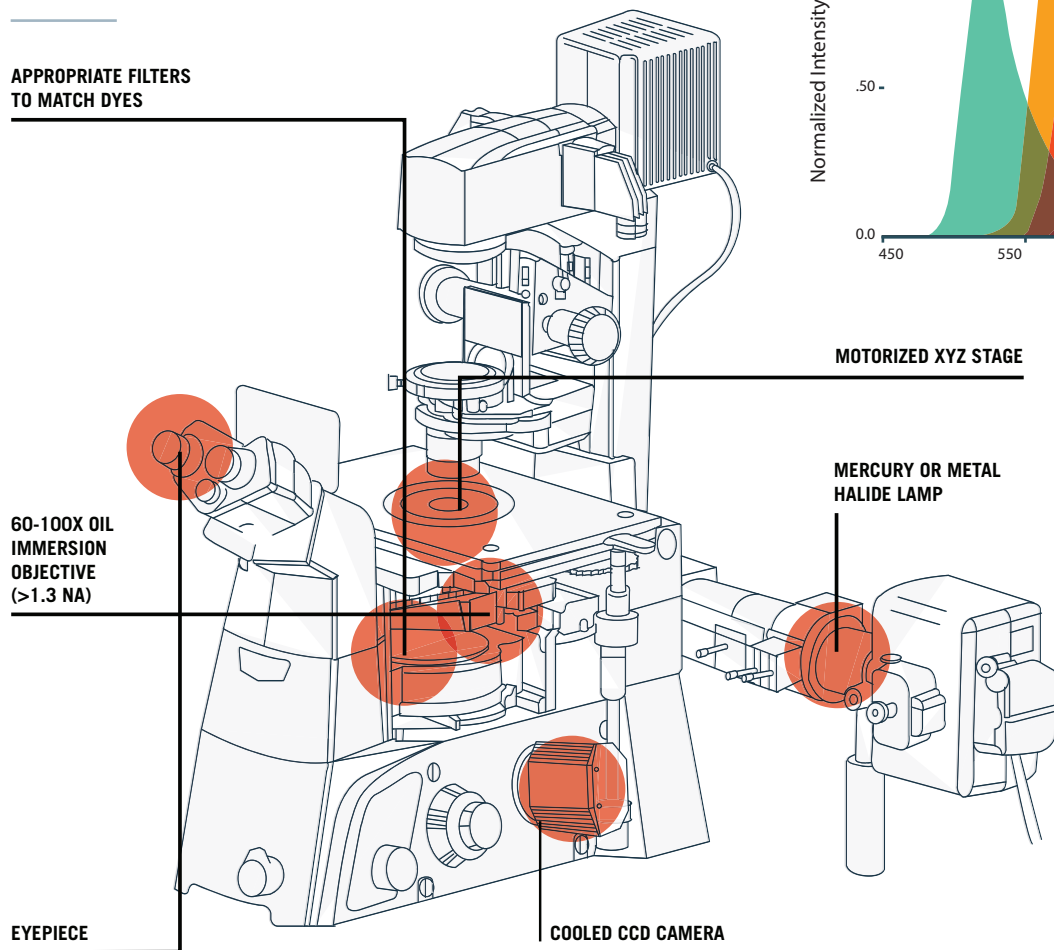 APPROPRIATE FILTERS
TO MATCH DYES
Normalized Intensity
.50
0.0
450
550
MOTORIZED XYZ STAGE
MERCURY OR METAL
HALIDE LAMP
60-100X OIL
IMMERSION
OBJECTIVE
(>1.3 NA)
EYEPIECE
COOLED CCD CAMERA